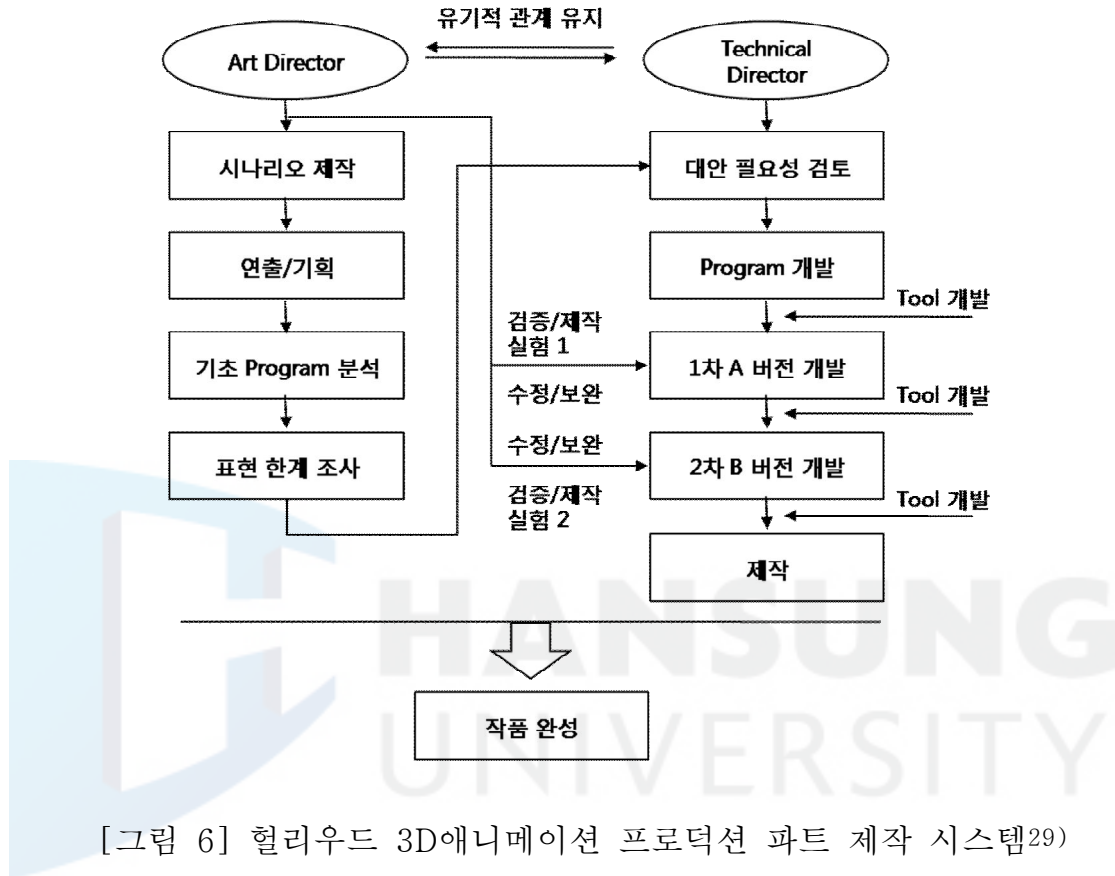 유기적 관계 유지
Art Director
Technical
Director
시나리오 제작
대안 필요성 검토
연출/기획
Program 개발
Tool 개발
검증/제작
실험 1
기초 Program 분석
1차 A 버전 개발
수정/보완
Tool 개발
수정/보완
표현 한계 조사
2차 B 버전 개발
검증/제작
실험 2
Tool 개발
제작
HANSUNG
UNIVERSITY
작품 완성
[그림 6] 헐리우드 3D애니메이션 프로덕션 파트 제작 시스템29)